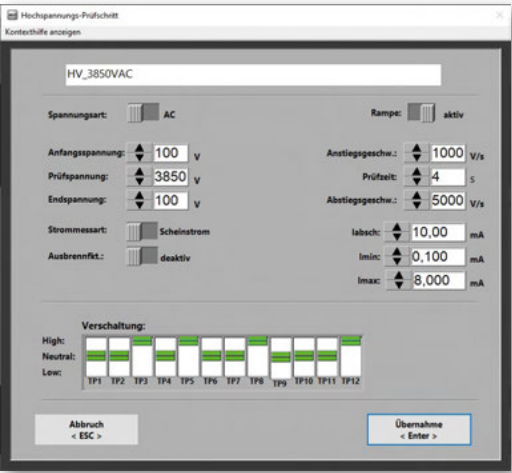 Hochspannungs-Prüfschritt
Kontexthilfe anzeigen
HV_3850VAC
Spannungsart: AC Rampe: aktiv
Anfangsspannung: 100 V Anstiegsgeschw.: 1000 V/s
Prüfspannung: 3850 V Prüfzeit: 4 S
Endspannung: 100 V Abstiegsgeschw.: 5000 V/s
Strommessart: Scheinstrom Iabsch: 10,00 mA
Ausbrennfkt.: deaktiv Imin: 0,100 mA
Imax: 8,000 mA
Verschaltung:
High:
Neutral:
Low:
TP1 TP2 TP3 TP4 TP5 TP6 TP7 TP8 TP9 TP10 TP11 TP12
Abbruch Übernahme
< ESC > < Enter >